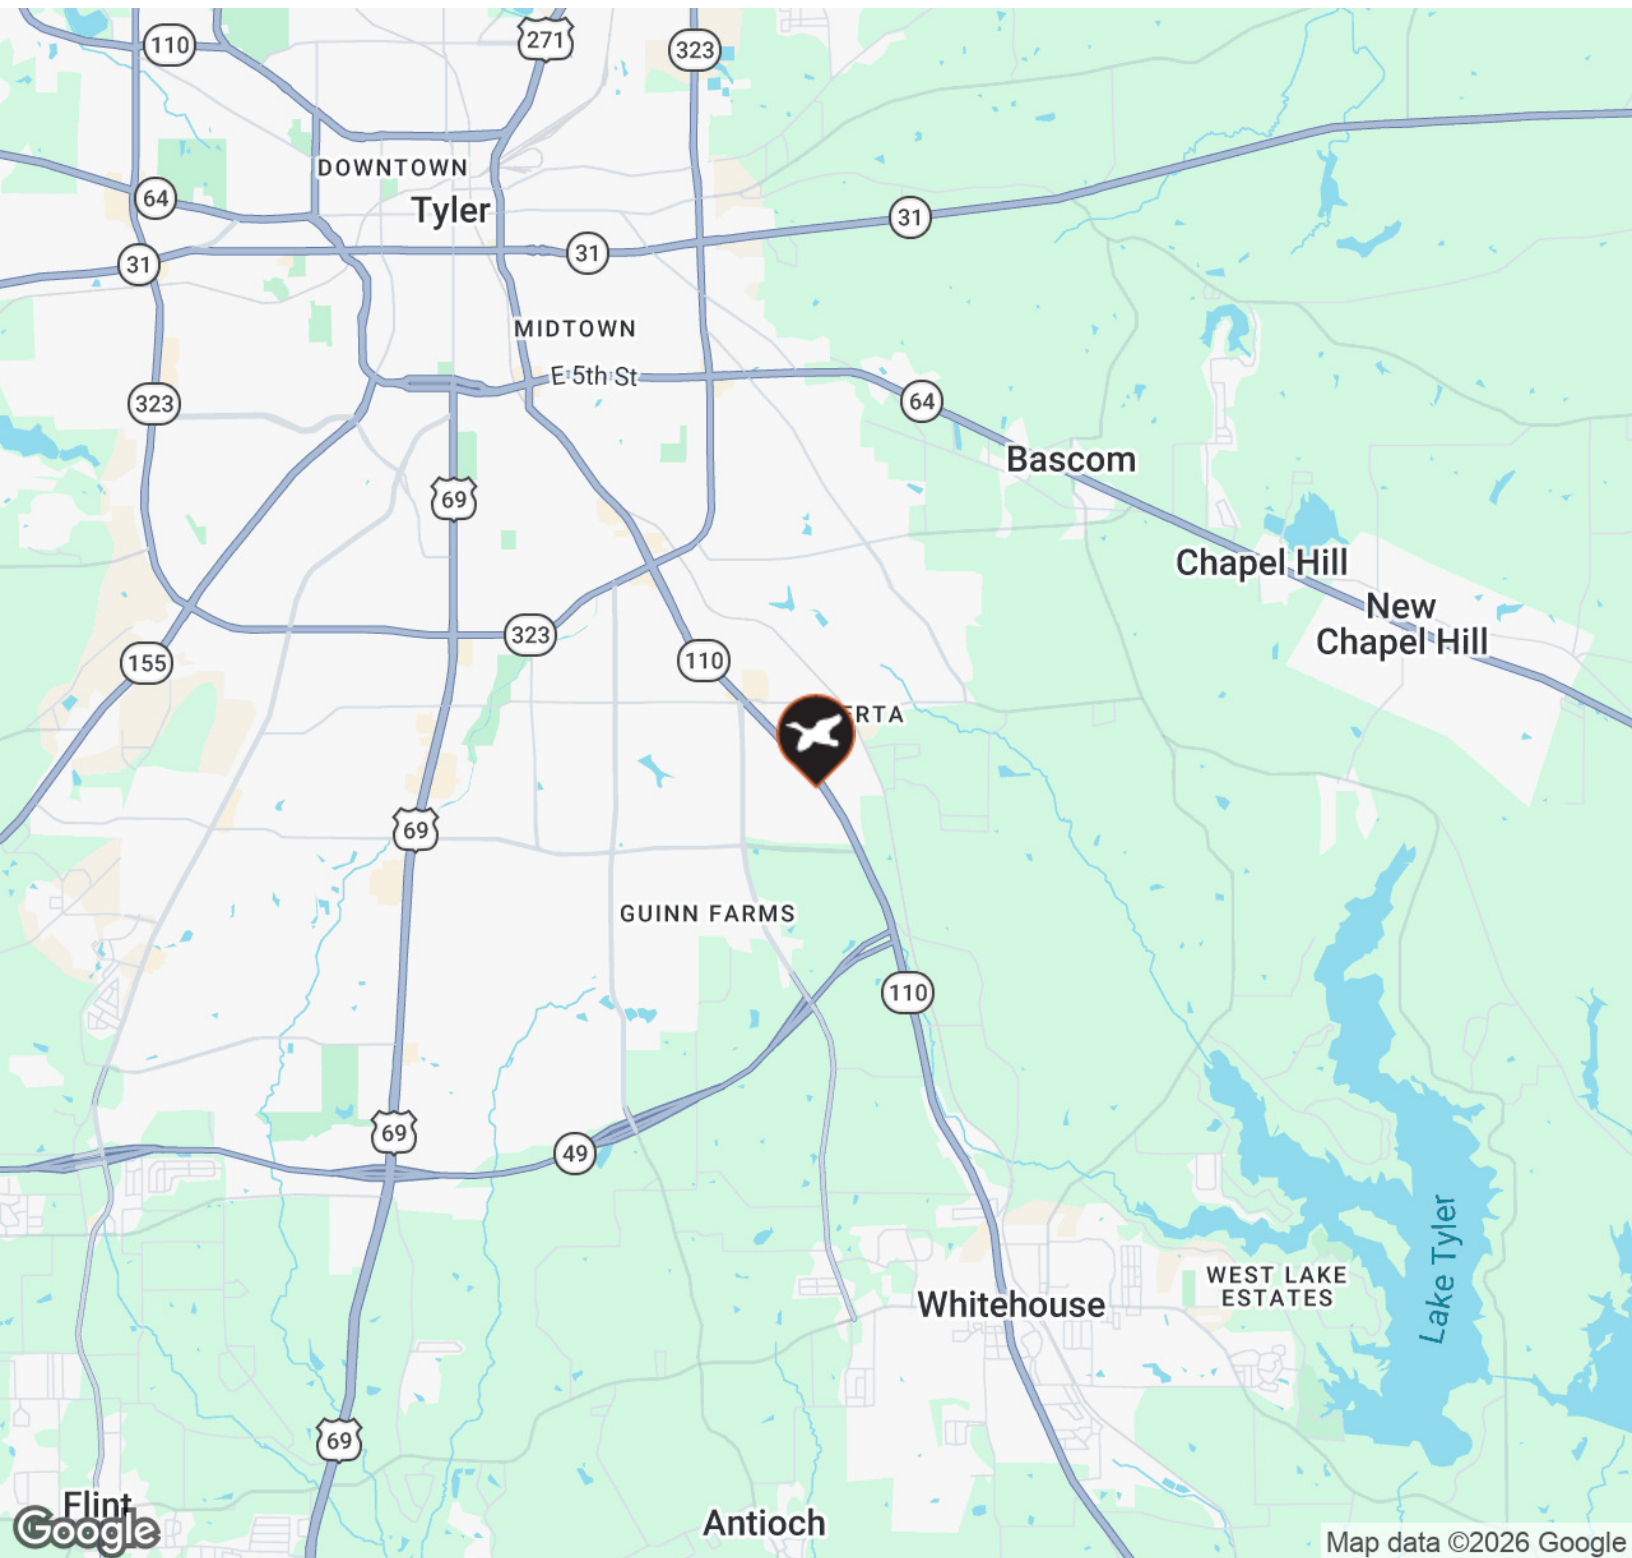 110
271
323
DOWNTOWN
64
Tyler
31
31
31
MIDTOWN
E 5th St
323
64
Bascom
69
Chapel Hill
New
Chapel Hill
323
155
110
ERTA
69
GUINN FARMS
110
69
49
WEST LAKE
ESTATES
Lake Tyler
Whitehouse
69
Flint
Antioch
Google
Map data ©2026 Google